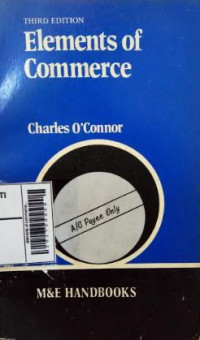 THIRD EDITION
Elements of
Commerce
Charles O'Connor
A/C Payee Only
M&E HANDBOOKS